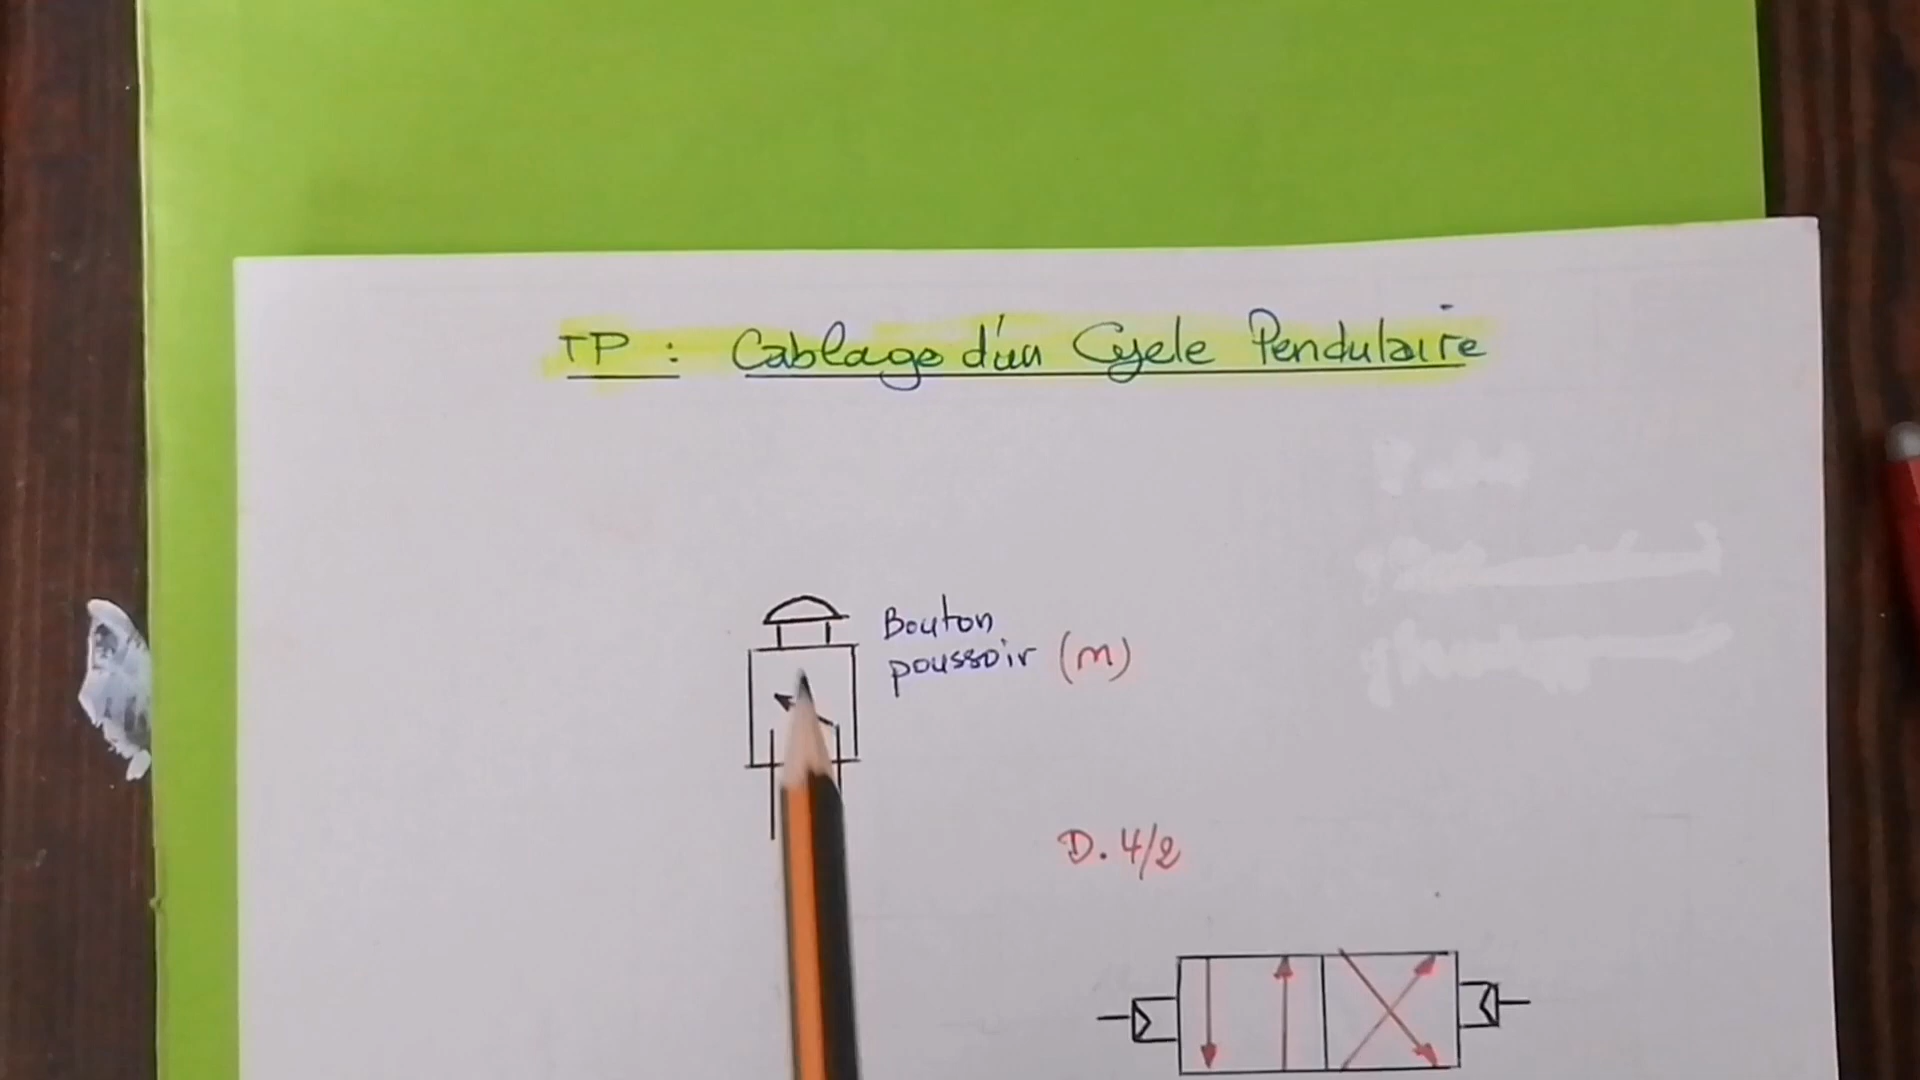 TP : Cablage d'un Cycle Pendulaire
Bouton
poussoir (m)
D. 4/2